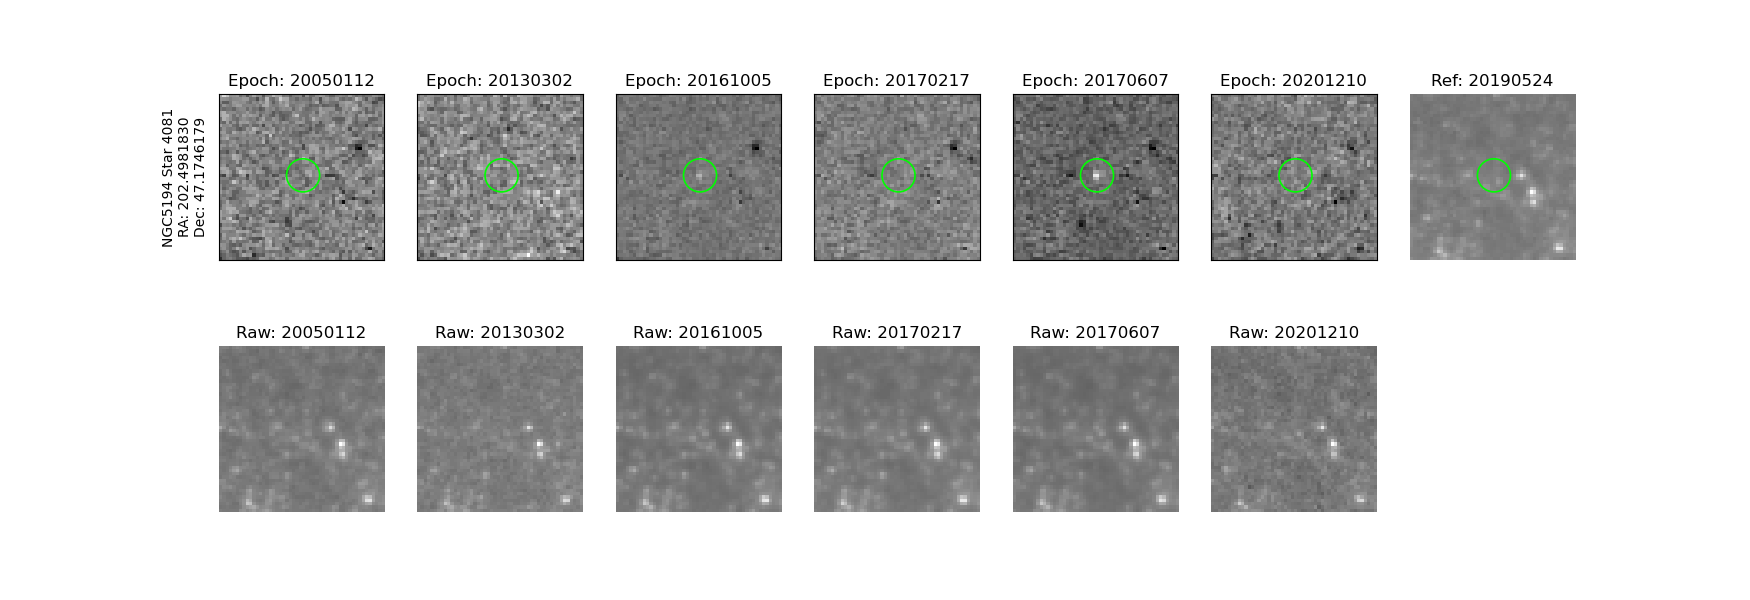 NGC5194 Star 4081
RA: 202.4981830
Dec: 47.1746179
Epoch: 20050112
Epoch: 20130302
Epoch: 20161005
Epoch: 20170217
Epoch: 20170607
Epoch: 20201210
Ref: 20190524
Raw: 20050112
Raw: 20130302
Raw: 20161005
Raw: 20170217
Raw: 20170607
Raw: 20201210